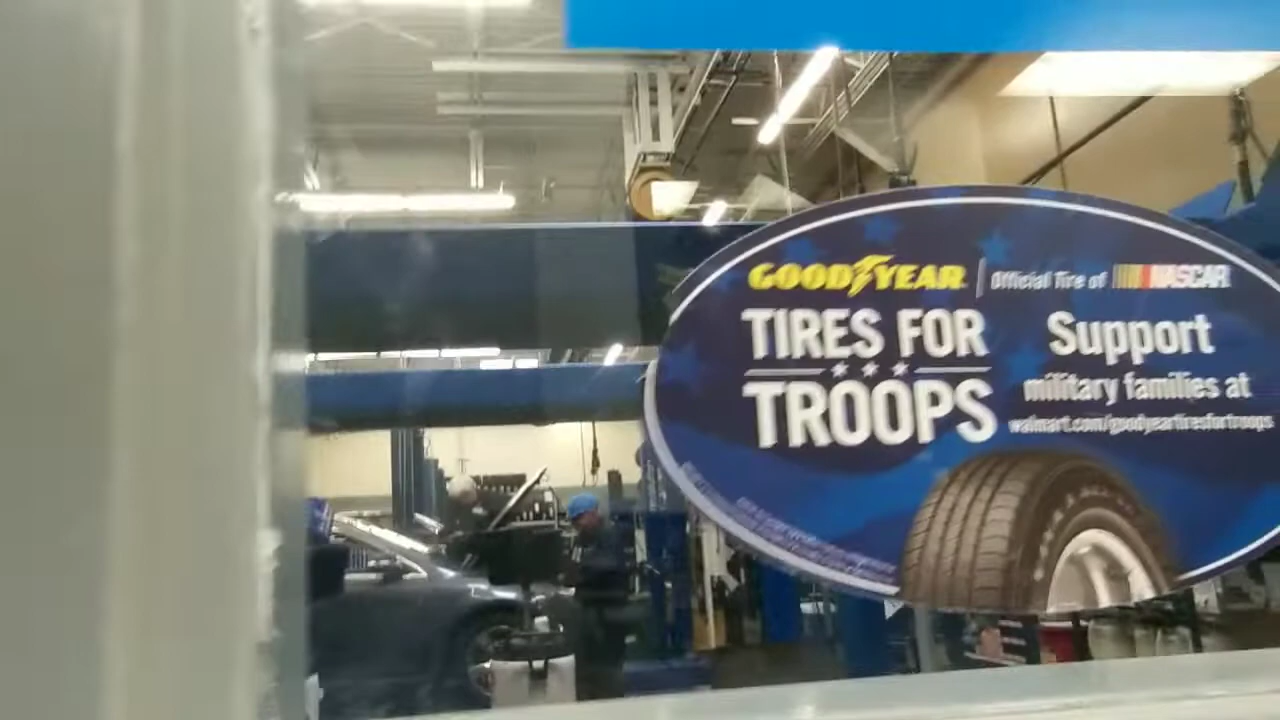 GOODYEAR | Official Tire of NASCAR
TIRES FOR
TROOPS
Support
military families at
walmart.com/goodyeartiresfortroops